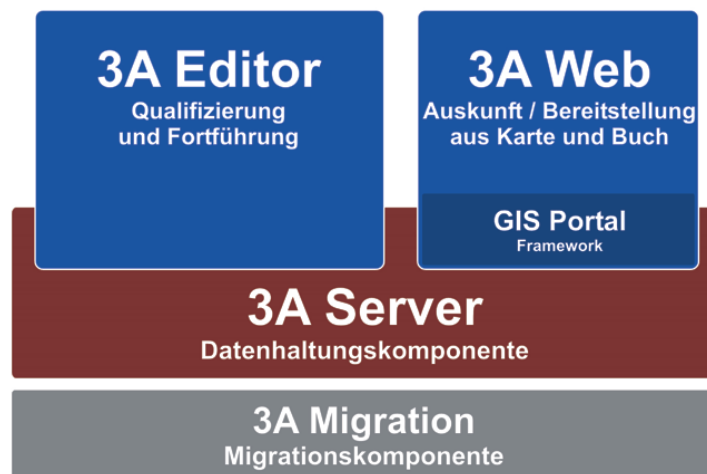 3A Editor
Qualifizierung
und Fortführung
3A Web
Auskunft / Bereitstellung
aus Karte und Buch
GIS Portal
Framework
3A Server
Datenhaltungskomponente
3A Migration
Migrationskomponente